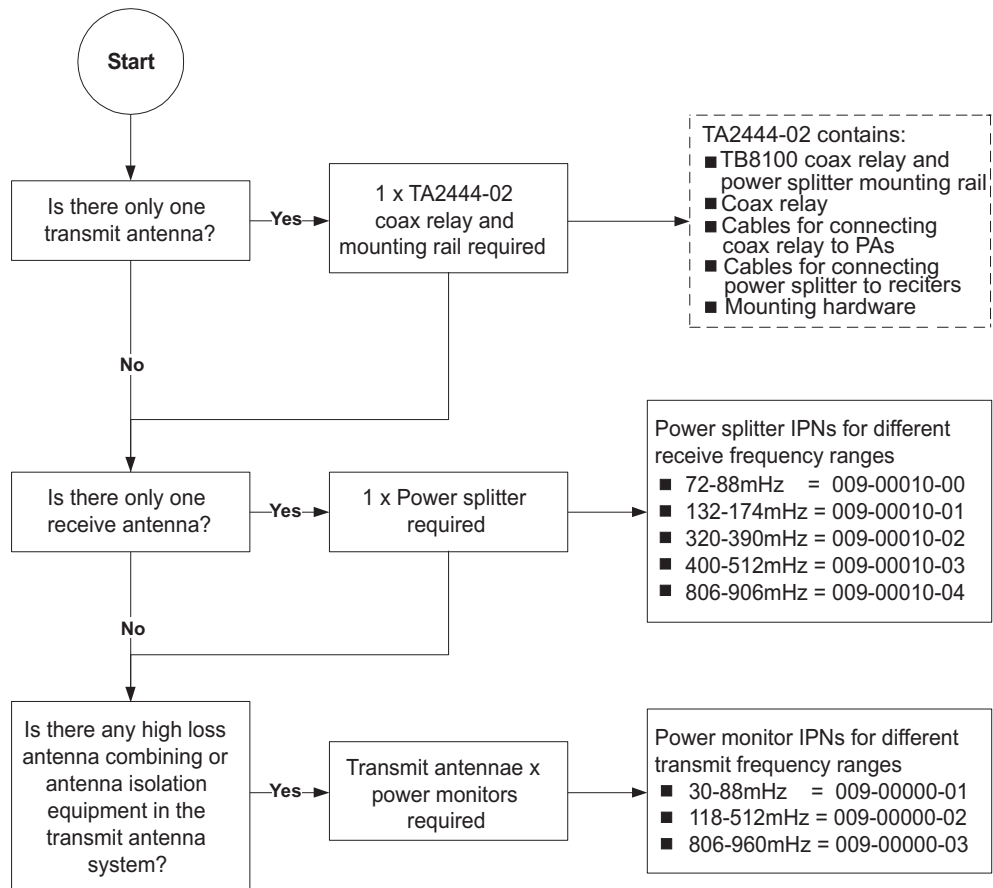 Start
Is there only one
transmit antenna?
Yes
1 x TA2444-02
coax relay and
mounting rail required
TA2444-02 contains:
■ TB8100 coax relay and
power splitter mounting rail
■ Coax relay
■ Cables for connecting
coax relay to PAs
■ Cables for connecting
power splitter to reciters
■ Mounting hardware
No
Is there only one
receive antenna?
Yes
1 x Power splitter
required
Power splitter IPNs for different
receive frequency ranges
■ 72-88mHz = 009-00010-00
■ 132-174mHz = 009-00010-01
■ 320-390mHz = 009-00010-02
■ 400-512mHz = 009-00010-03
■ 806-906mHz = 009-00010-04
No
Is there any high loss
antenna combining or
antenna isolation
equipment in the
transmit antenna
system?
Yes
Transmit antennae x
power monitors
required
Power monitor IPNs for different
transmit frequency ranges
■ 30-88mHz = 009-00000-01
■ 118-512mHz = 009-00000-02
■ 806-960mHz = 009-00000-03